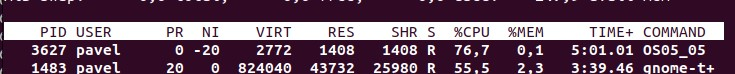 PID USER PR NI VIRT RES SHR S %CPU %MEM TIME+ COMMAND
3627 pavel 0 -20 2772 1408 1408 R 76,7 0,1 5:01.01 OS05_05
1483 pavel 20 0 824040 43732 25980 R 55,5 2,3 3:39.46 gnome-t+